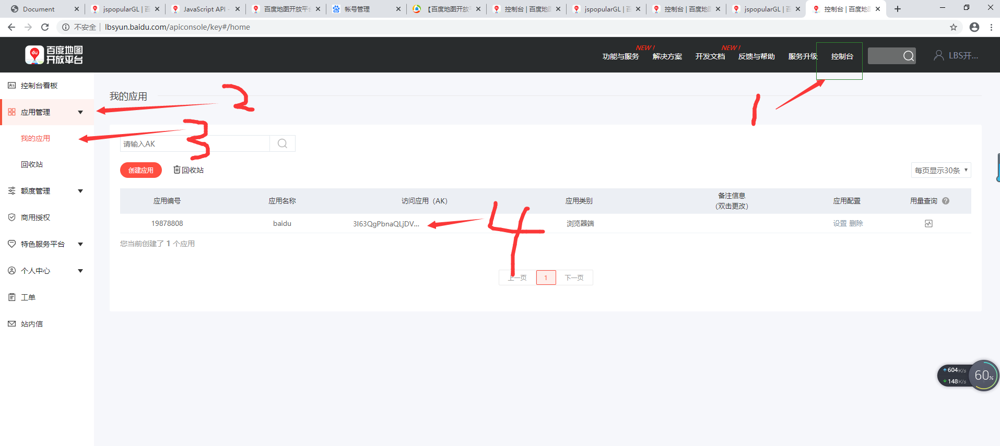 Document
jspopularGL | 百
JavaScript API -
百度地图开放平台
帐号管理
【百度地图开放平
控制台 | 百度地图
jspopularGL | 百
控制台 | 百度地图
jspopularGL | 百
控制台 | 百度地图
不安全 | lbsyun.baidu.com/apiconsole/key#/home
du 百度地图
开放平台
NEW !
NEW !
功能与服务 解决方案 开发文档 反馈与帮助 服务升级 控制台
LBS开...
控制台看板
应用管理
我的应用
回收站
额度管理
商用授权
特色服务平台
个人中心
工单
站内信
1
2
3
4
我的应用
请输入AK
创建应用 回收站
每页显示30条
应用编号 应用名称 访问应用（AK） 应用类别 备注信息
（双击更改） 应用配置 用量查询 ?
19878808 baidu 3I63QgPbnaQLjDV... 浏览器端 设置 删除
您当前创建了 1 个应用
上一页 1 下一页
604K/s
148K/s
60%